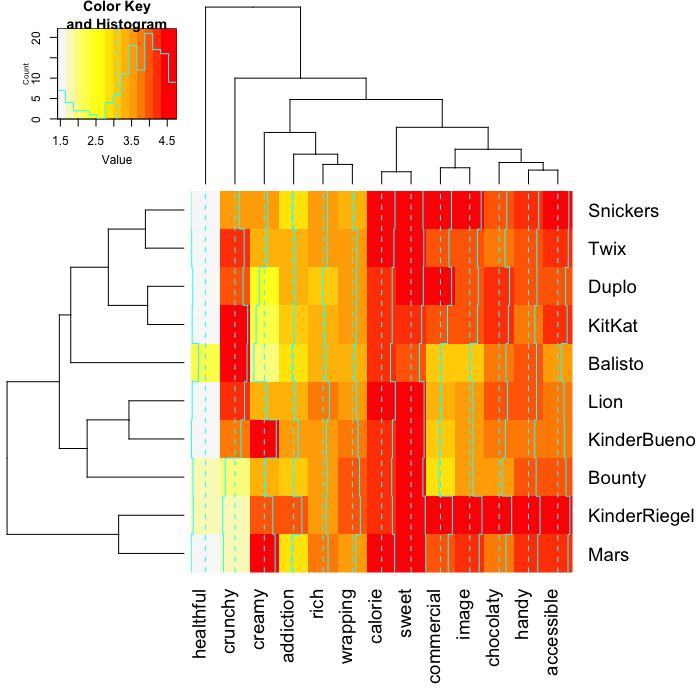 Color Key
and Histogram
Count
0 5 10 20
1.5 2.5 3.5 4.5
Value
Snickers
Twix
Duplo
KitKat
Balisto
Lion
KinderBueno
Bounty
KinderRiegel
Mars
healthful
crunchy
creamy
addiction
rich
wrapping
calorie
sweet
commercial
image
chocolaty
handy
accessible